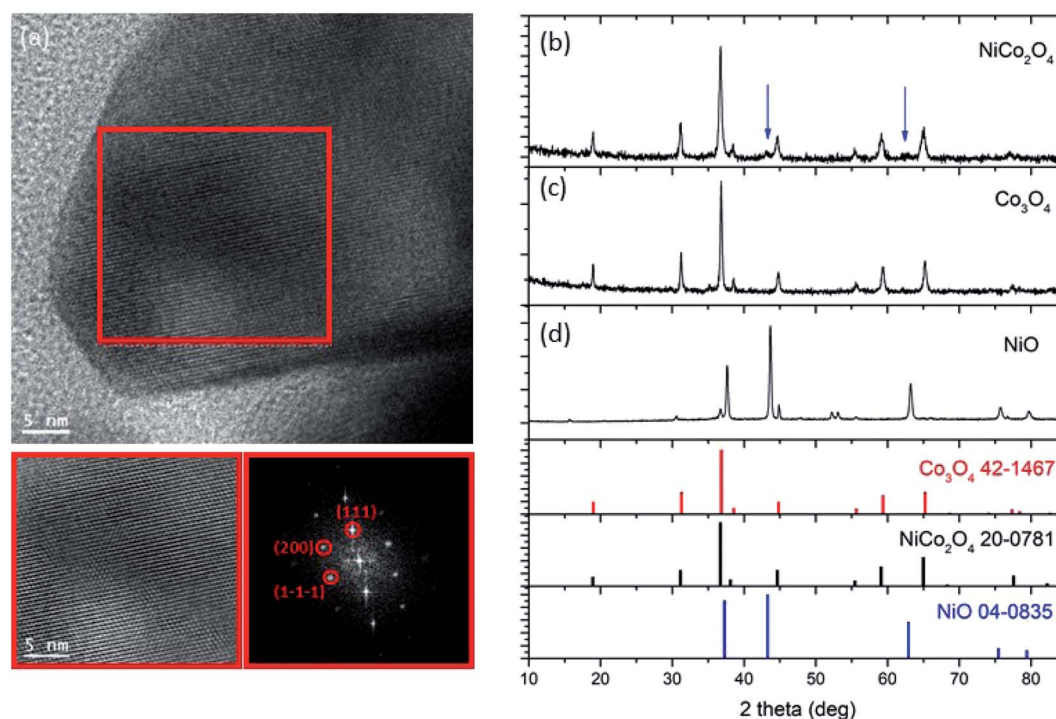 (a)
5 nm
5 nm
(111)
(200)
(1-1-1)
(b)
NiCo₂O₄
(c)
Co₃O₄
(d)
NiO
Co₃O₄ 42-1467
NiCo₂O₄ 20-0781
NiO 04-0835
10 20 30 40 50 60 70 80
2 theta (deg)